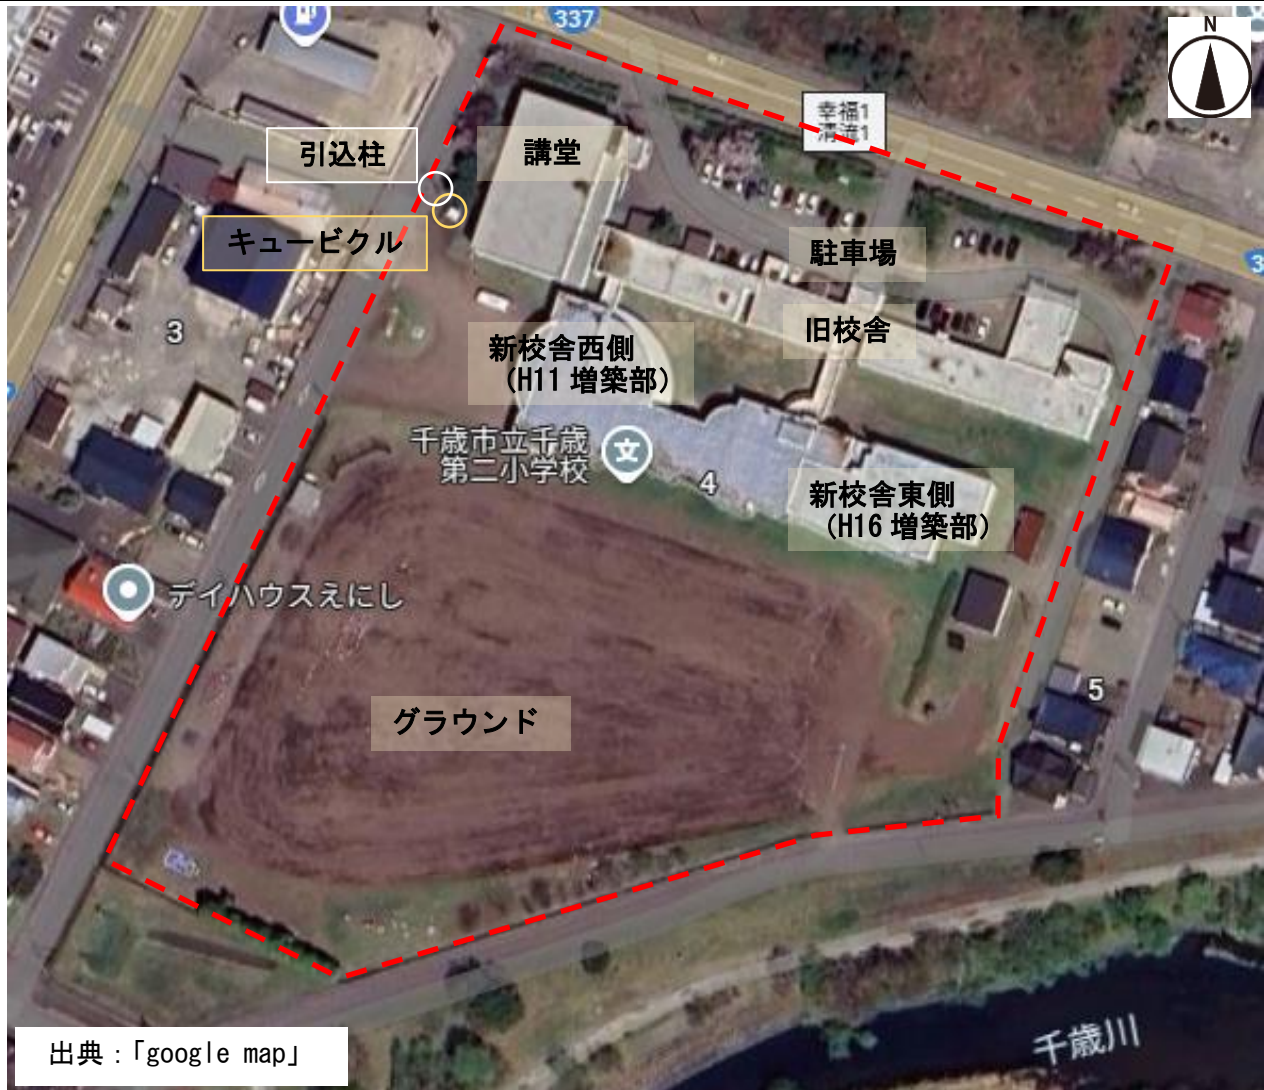 337
N
幸福1
清流1
引込柱
講堂
キュービクル
駐車場
3
3
旧校舎
新校舎西側
（H11 増築部）
千歳市立千歳
第二小学校
文
4
新校舎東側
（H16 増築部）
デイハウスえにし
5
グラウンド
千歳川
出典：「google map」